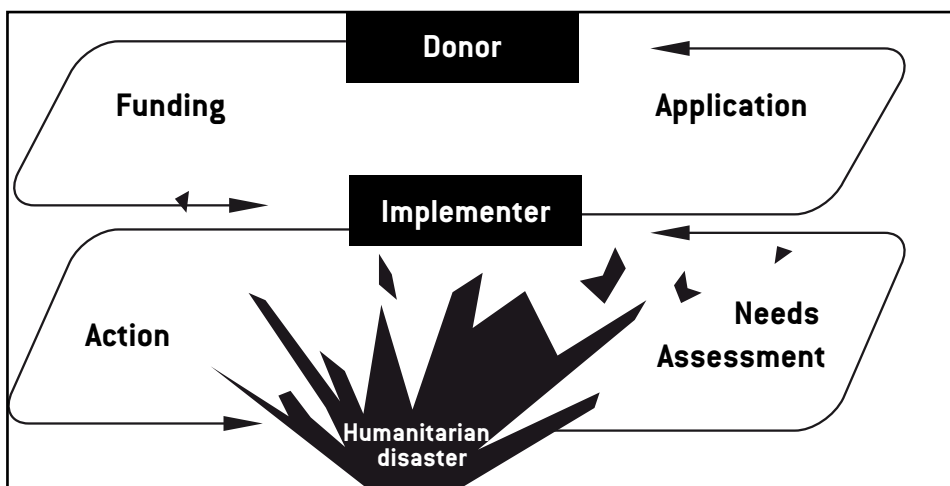 Donor
Funding
Application
Implementer
Action
Needs
Assessment
Humanitarian
disaster